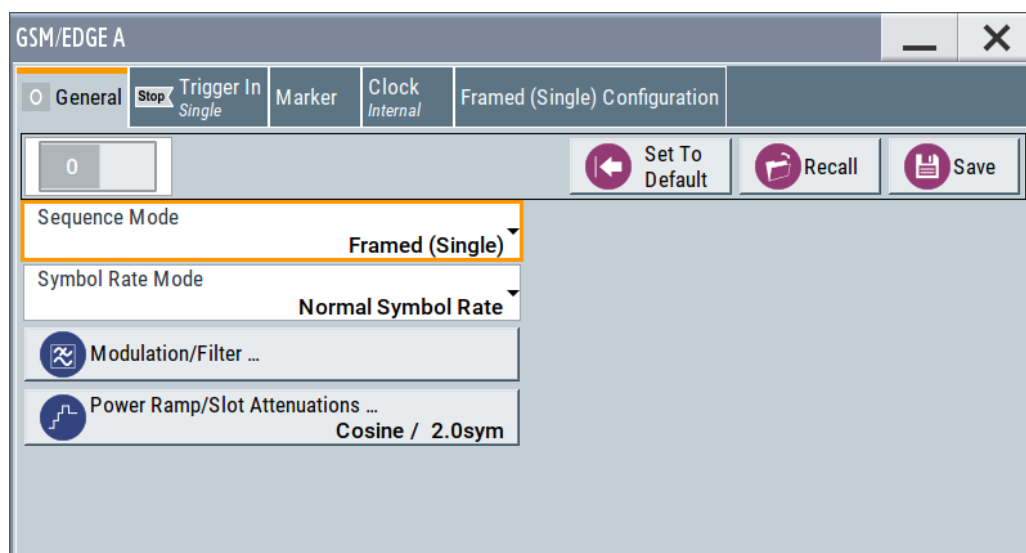 GSM/EDGE A
0 General
Stop Trigger In
Single
Marker
Clock
Internal
Framed (Single) Configuration
0
Set To
Default
Recall
Save
Sequence Mode
Framed (Single)
Symbol Rate Mode
Normal Symbol Rate
Modulation/Filter ...
Power Ramp/Slot Attenuations ...
Cosine / 2.0sym